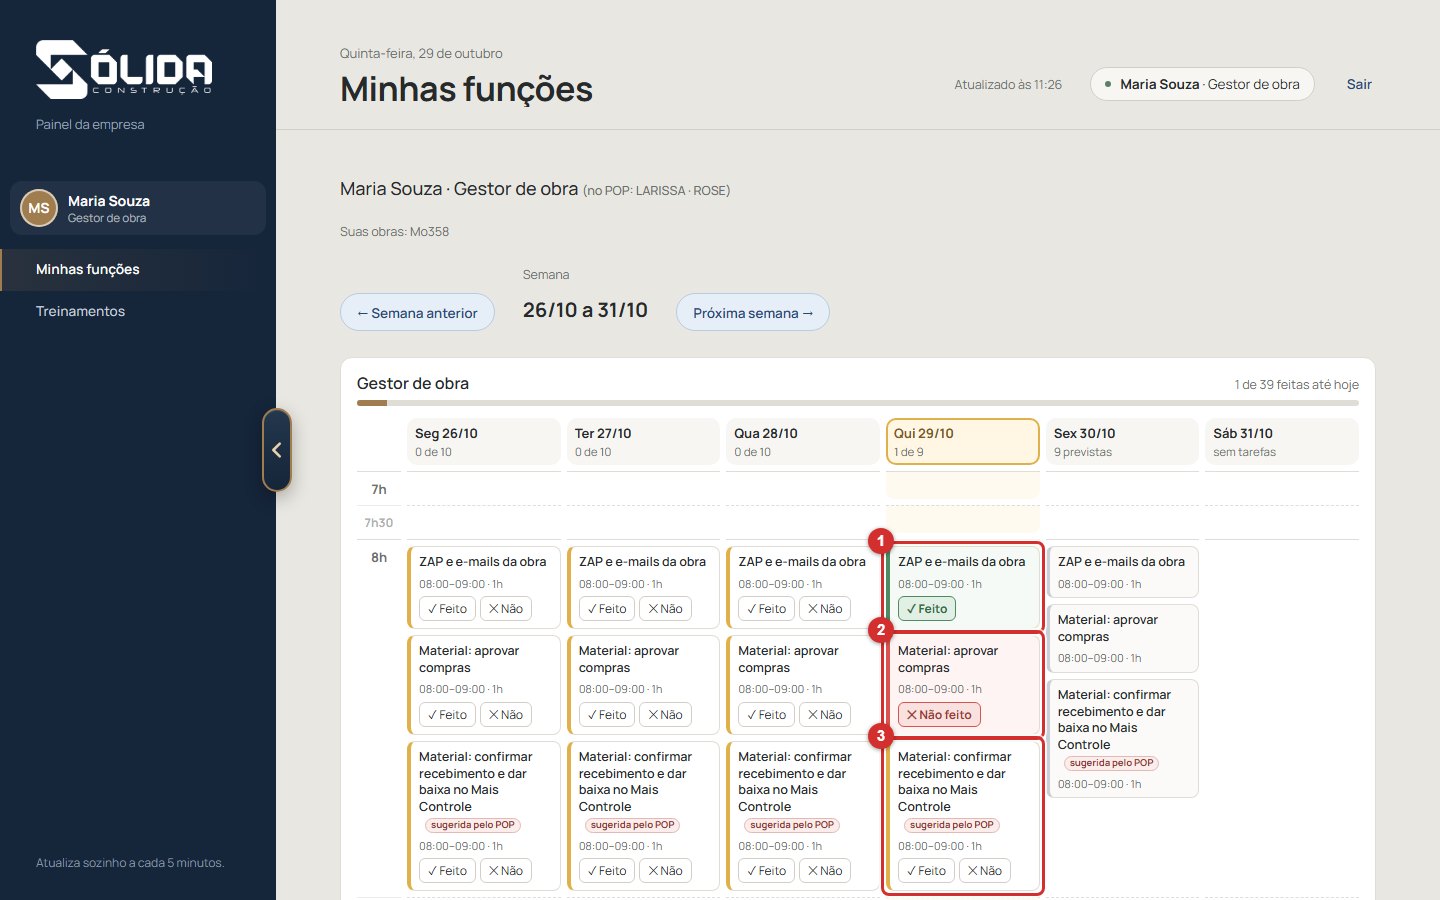 SÓLIDA
CONSTRUÇÃO
Painel da empresa
MS
Maria Souza
Gestor de obra
Minhas funções
Treinamentos
Atualiza sozinho a cada 5 minutos.
Quinta-feira, 29 de outubro
Minhas funções
Atualizado às 11:26
Maria Souza · Gestor de obra
Sair
Maria Souza · Gestor de obra (no POP: LARISSA · ROSE)
Suas obras: Mo358
Semana
← Semana anterior
26/10 a 31/10
Próxima semana →
Gestor de obra
1 de 39 feitas até hoje
Seg 26/10
0 de 10
Ter 27/10
0 de 10
Qua 28/10
0 de 10
Qui 29/10
1 de 9
Sex 30/10
9 previstas
Sáb 31/10
sem tarefas
7h
7h30
8h
ZAP e e-mails da obra
08:00–09:00 · 1h
✓ Feito
✕ Não
Material: aprovar
compras
08:00–09:00 · 1h
✓ Feito
✕ Não
Material: confirmar
recebimento e dar
baixa no Mais
Controle
sugerida pelo POP
08:00–09:00 · 1h
✓ Feito
✕ Não
ZAP e e-mails da obra
08:00–09:00 · 1h
✓ Feito
✕ Não
Material: aprovar
compras
08:00–09:00 · 1h
✓ Feito
✕ Não
Material: confirmar
recebimento e dar
baixa no Mais
Controle
sugerida pelo POP
08:00–09:00 · 1h
✓ Feito
✕ Não
ZAP e e-mails da obra
08:00–09:00 · 1h
✓ Feito
✕ Não
Material: aprovar
compras
08:00–09:00 · 1h
✓ Feito
✕ Não
Material: confirmar
recebimento e dar
baixa no Mais
Controle
sugerida pelo POP
08:00–09:00 · 1h
✓ Feito
✕ Não
1
ZAP e e-mails da obra
08:00–09:00 · 1h
✓ Feito
2
Material: aprovar
compras
08:00–09:00 · 1h
✕ Não feito
3
Material: confirmar
recebimento e dar
baixa no Mais
Controle
sugerida pelo POP
08:00–09:00 · 1h
✓ Feito
✕ Não
ZAP e e-mails da obra
08:00–09:00 · 1h
Material: aprovar
compras
08:00–09:00 · 1h
Material: confirmar
recebimento e dar
baixa no Mais
Controle
sugerida pelo POP
08:00–09:00 · 1h